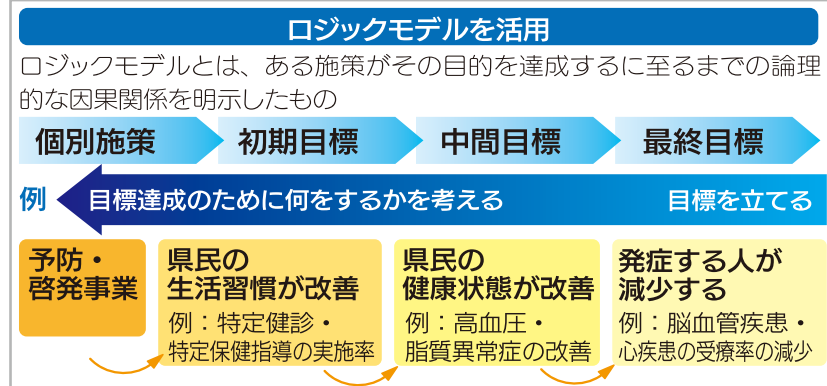 ロジックモデルを活用
ロジックモデルとは、ある施策がその目的を達成するに至るまでの論理
的な因果関係を明示したもの
個別施策
初期目標
中間目標
最終目標
例
目標達成のために何をするかを考える
目標を立てる
予防・
啓発事業
県民の
生活習慣が改善
例：特定健診・
特定保健指導の実施率
県民の
健康状態が改善
例：高血圧・
脂質異常症の改善
発症する人が
減少する
例：脳血管疾患・
心疾患の受療率の減少